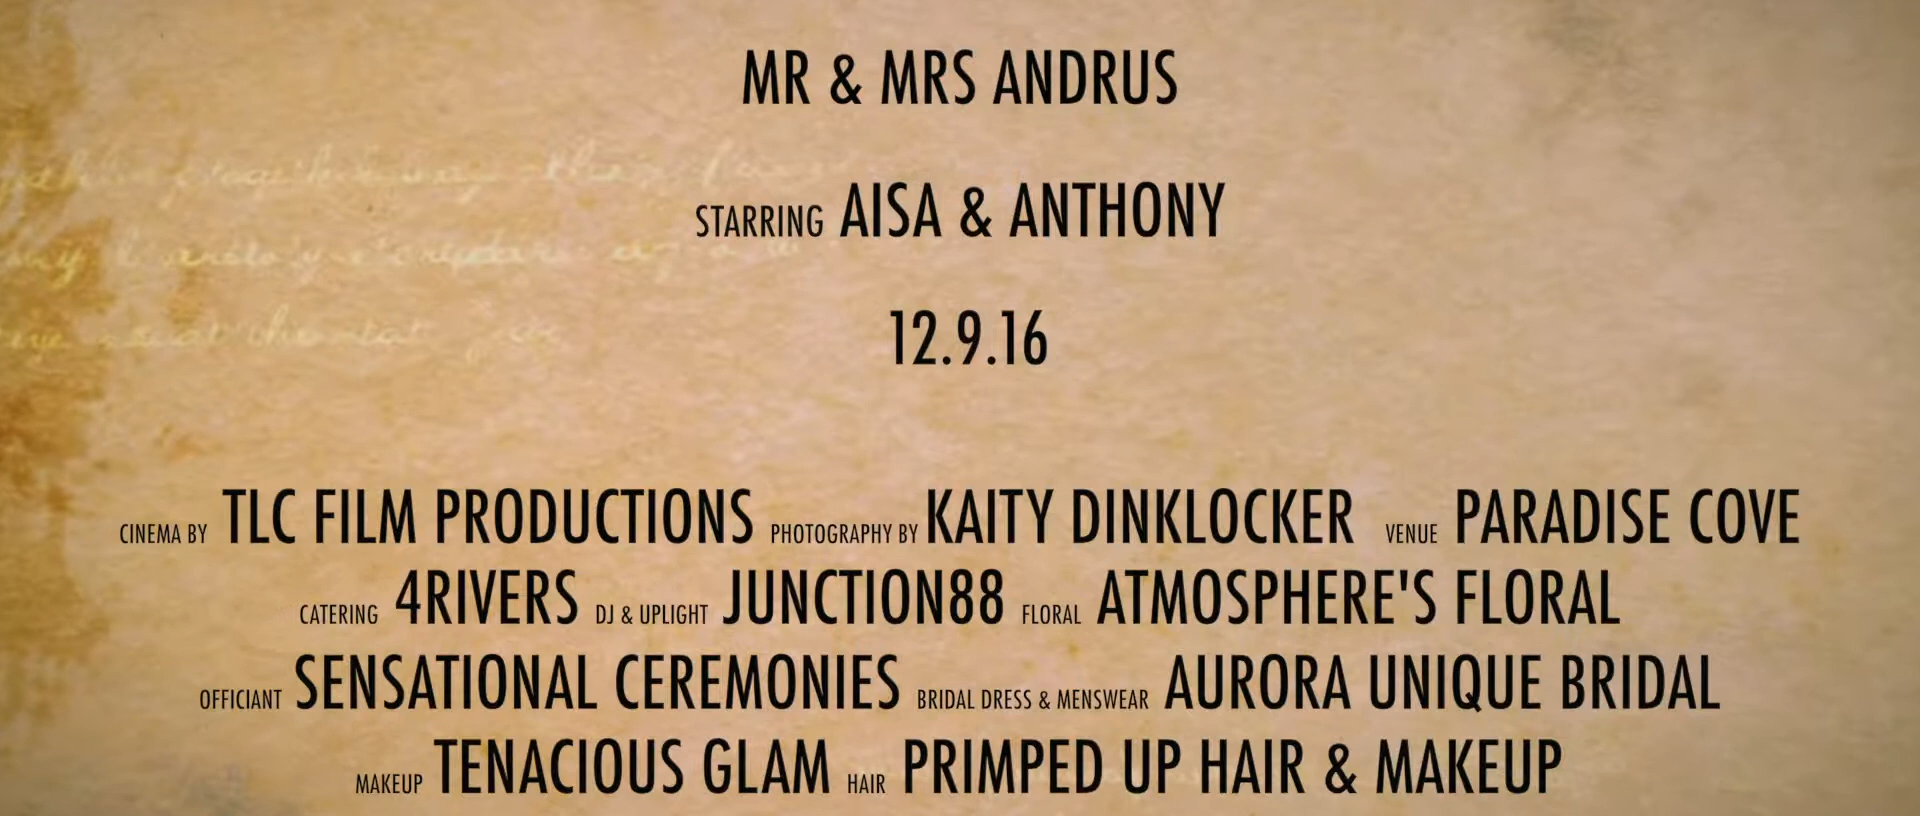 MR & MRS ANDRUS
STARRING AISA & ANTHONY
12.9.16
CINEMA BY TLC FILM PRODUCTIONS PHOTOGRAPHY BY KAITY DINKLOCKER VENUE PARADISE COVE
CATERING 4RIVERS DJ & UPLIGHT JUNCTION88 FLORAL ATMOSPHERE'S FLORAL
OFFICIANT SENSATIONAL CEREMONIES BRIDAL DRESS & MENSWEAR AURORA UNIQUE BRIDAL
MAKEUP TENACIOUS GLAM HAIR PRIMPED UP HAIR & MAKEUP